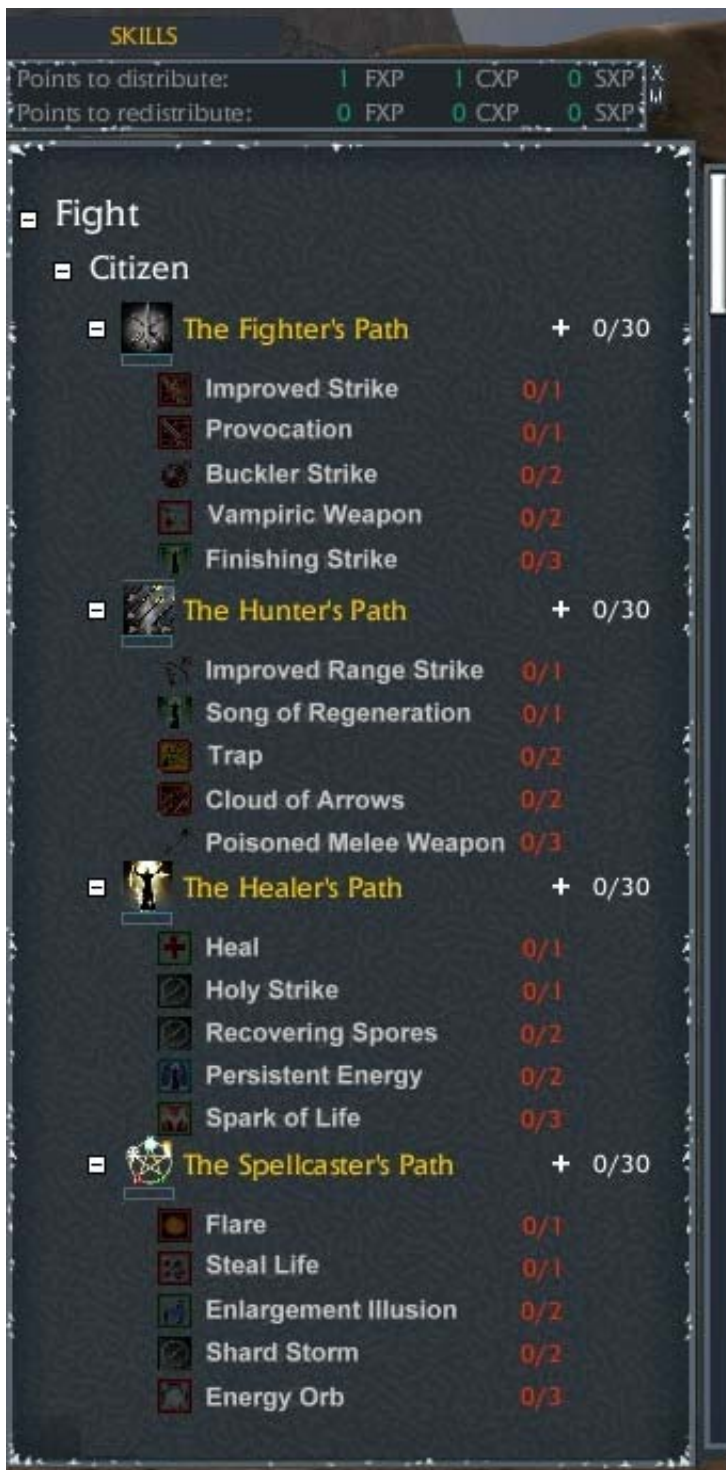 SKILLS
Points to distribute: 1 FXP 1 CXP 0 SXP
Points to redistribute: 0 FXP 0 CXP 0 SXP
Fight
Citizen
The Fighter's Path + 0/30
Improved Strike 0/1
Provocation 0/1
Buckler Strike 0/2
Vampiric Weapon 0/2
Finishing Strike 0/3
The Hunter's Path + 0/30
Improved Range Strike 0/1
Song of Regeneration 0/1
Trap 0/2
Cloud of Arrows 0/2
Poisoned Melee Weapon 0/3
The Healer's Path + 0/30
Heal 0/1
Holy Strike 0/1
Recovering Spores 0/2
Persistent Energy 0/2
Spark of Life 0/3
The Spellcaster's Path + 0/30
Flare 0/1
Steal Life 0/1
Enlargement Illusion 0/2
Shard Storm 0/2
Energy Orb 0/3